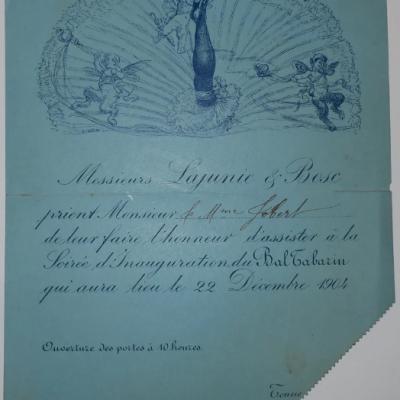 Messieurs Lajunie & Bosc
prient Monsieur & Mme Jobert
de leur faire l'honneur d'assister à la
Soirée d'Inauguration du Bal Tabarin
qui aura lieu le 22 Décembre 1904
Ouverture des portes à 10 heures.
Tenue